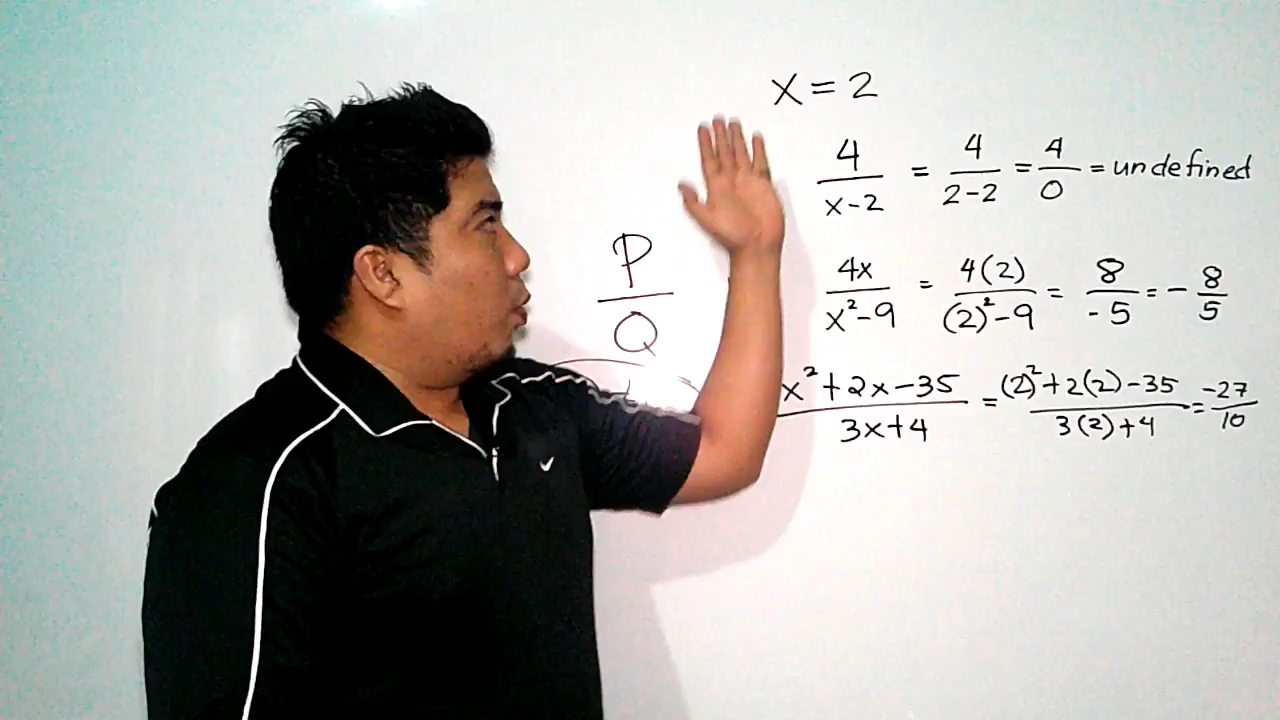 x = 2
4/(x-2) = 4/(2-2) = 4/0 = undefined
P/Q
4x/(x²-9) = 4(2)/((2)²-9) = 8/-5 = -8/5
(x²+2x-35)/(3x+4) = ((2)²+2(2)-35)/(3(2)+4) = -27/10